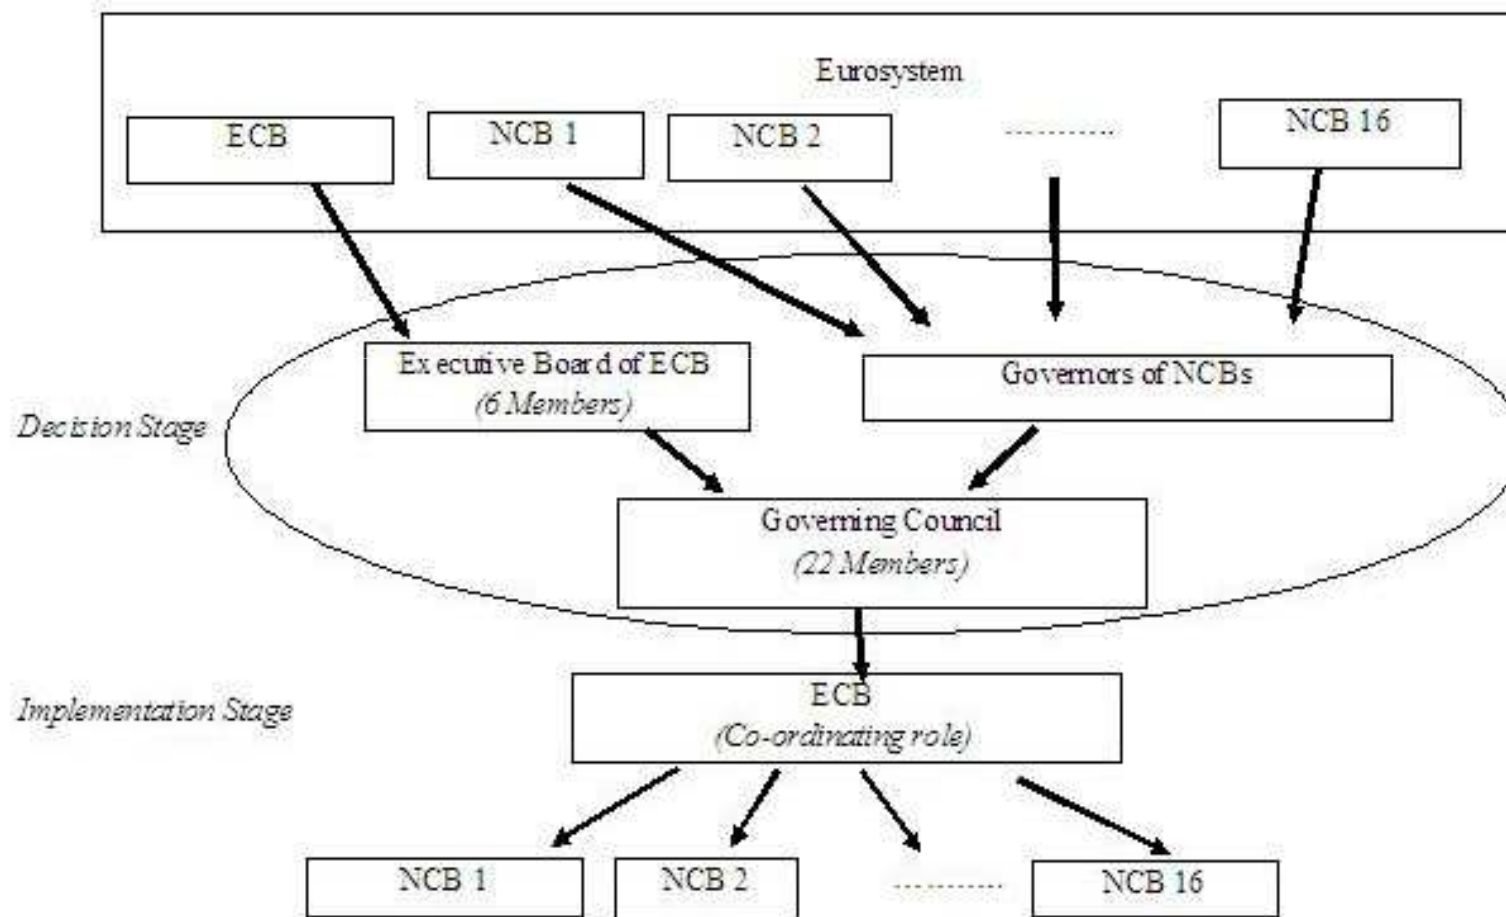 Eurosystem
ECB
NCB 1
NCB 2
NCB 16
Executive Board of ECB
(6 Members)
Governors of NCBs
Decision Stage
Governing Council
(22 Members)
Implementation Stage
ECB
(Co-ordinating role)
NCB 1
NCB 2
NCB 16